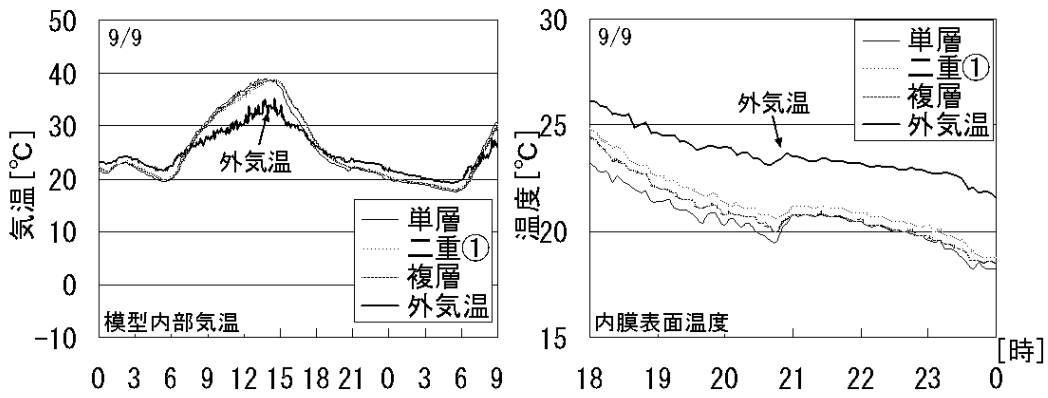 気温[℃]
50
40
30
20
10
0
-10
9/9
外気温
単層
二重①
複層
外気温
模型内部気温
0 3 6 9 12 15 18 21 0 3 6 9
温度[℃]
25
20
15
9/9
単層
二重①
複層
外気温
外気温
内膜表面温度
[時]
18 19 20 21 22 23 0